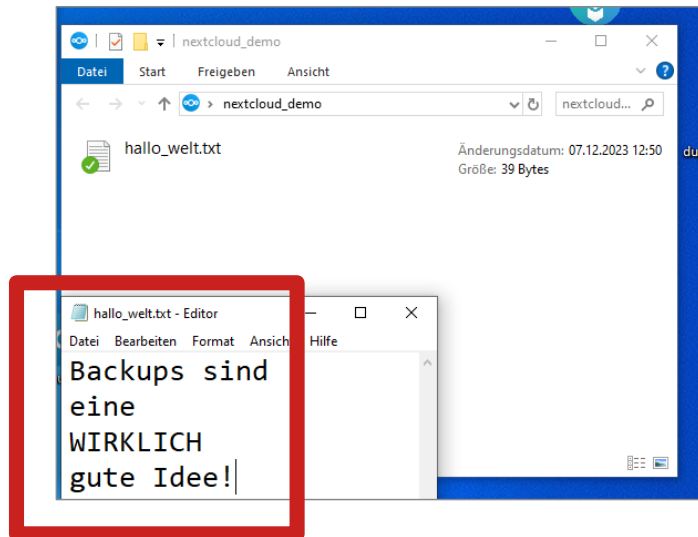 nextcloud_demo
Datei Start Freigeben Ansicht
nextcloud_demo nextcloud...
hallo_welt.txt
Änderungsdatum: 07.12.2023 12:50
Größe: 39 Bytes
du
hallo_welt.txt - Editor
Datei Bearbeiten Format Ansich Hilfe
Backups sind
eine
WIRKLICH
gute Idee!